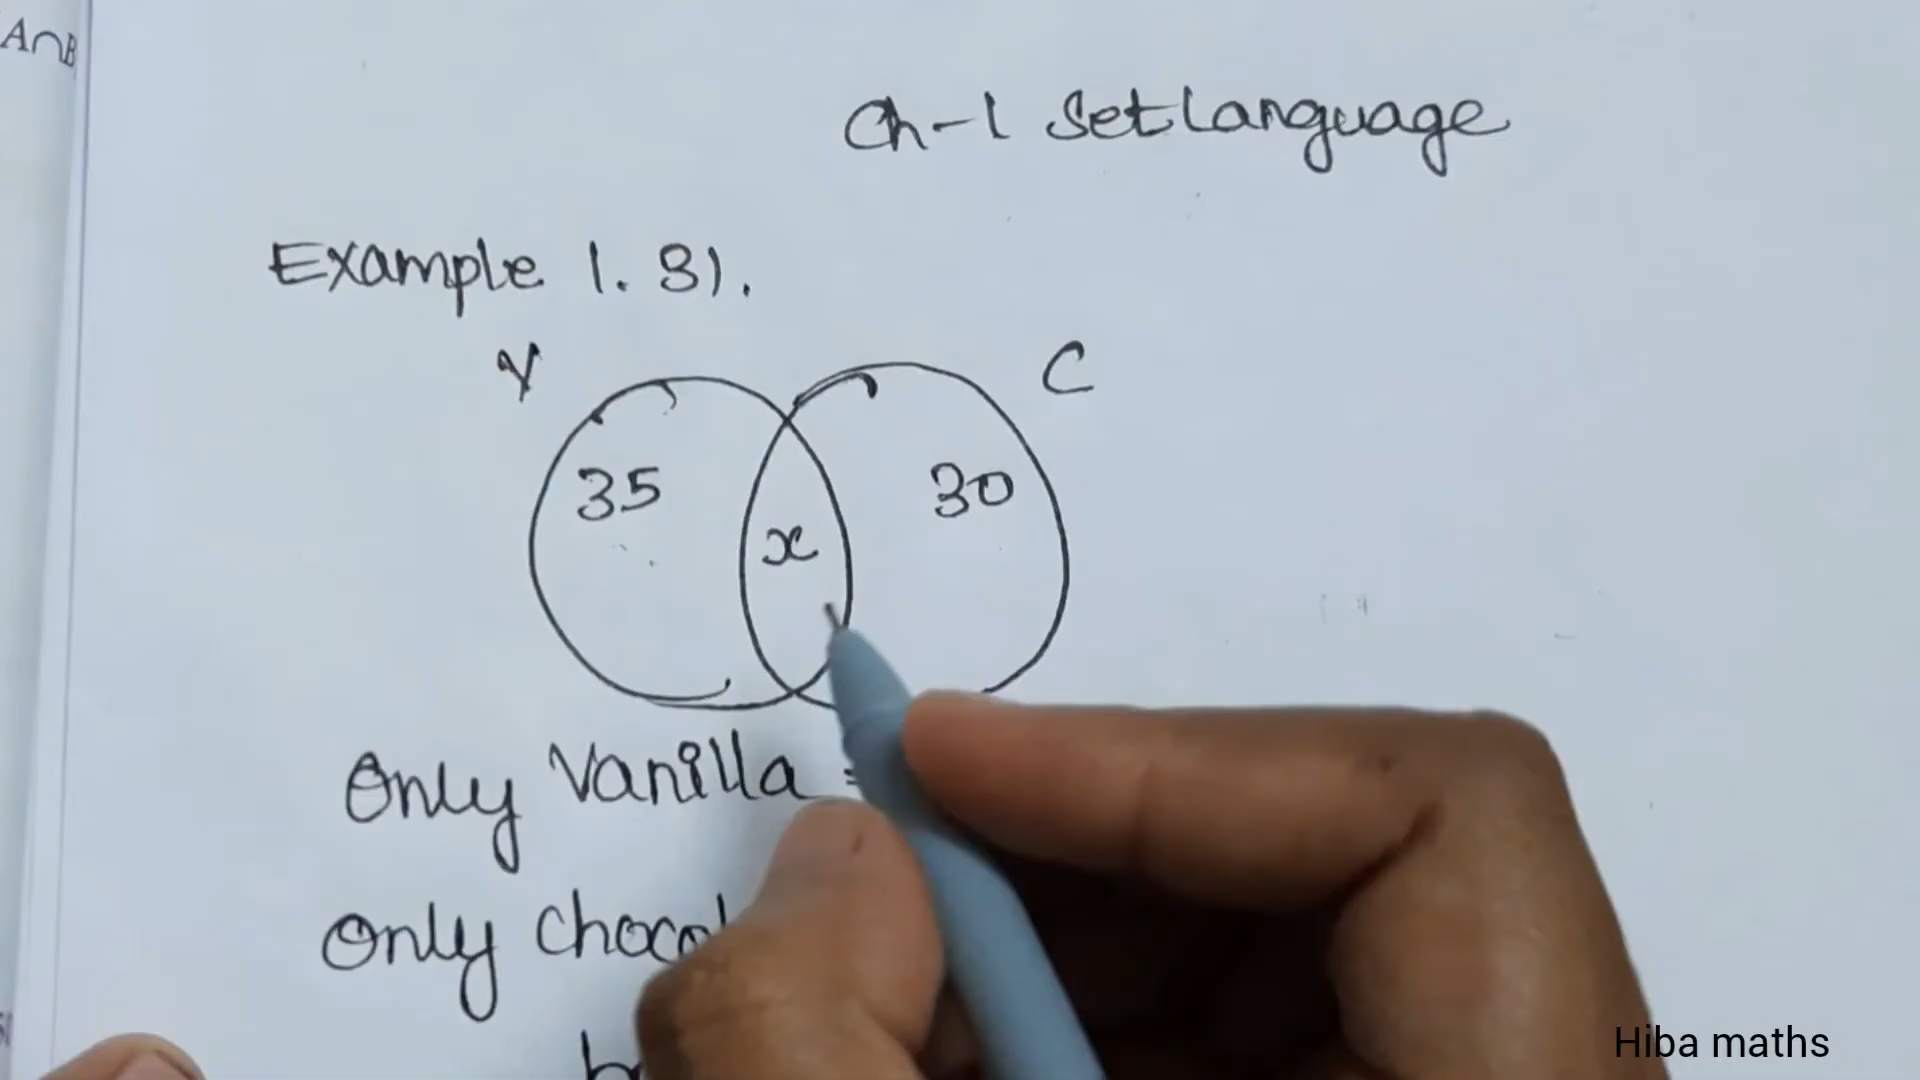 A∩B
Ch-1 Set Language
Example 1. 31.
V C
35 30
x
Only Vanilla =
Only
Hiba maths